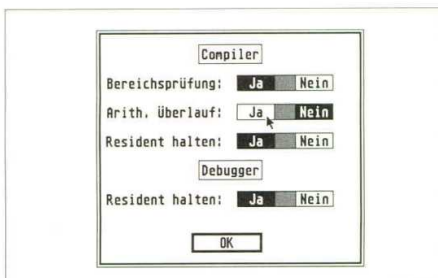 Compiler
Bereichsprüfung: Ja Nein
Arith. Überlauf: Ja Nein
Resident halten: Ja Nein
Debugger
Resident halten: Ja Nein
OK